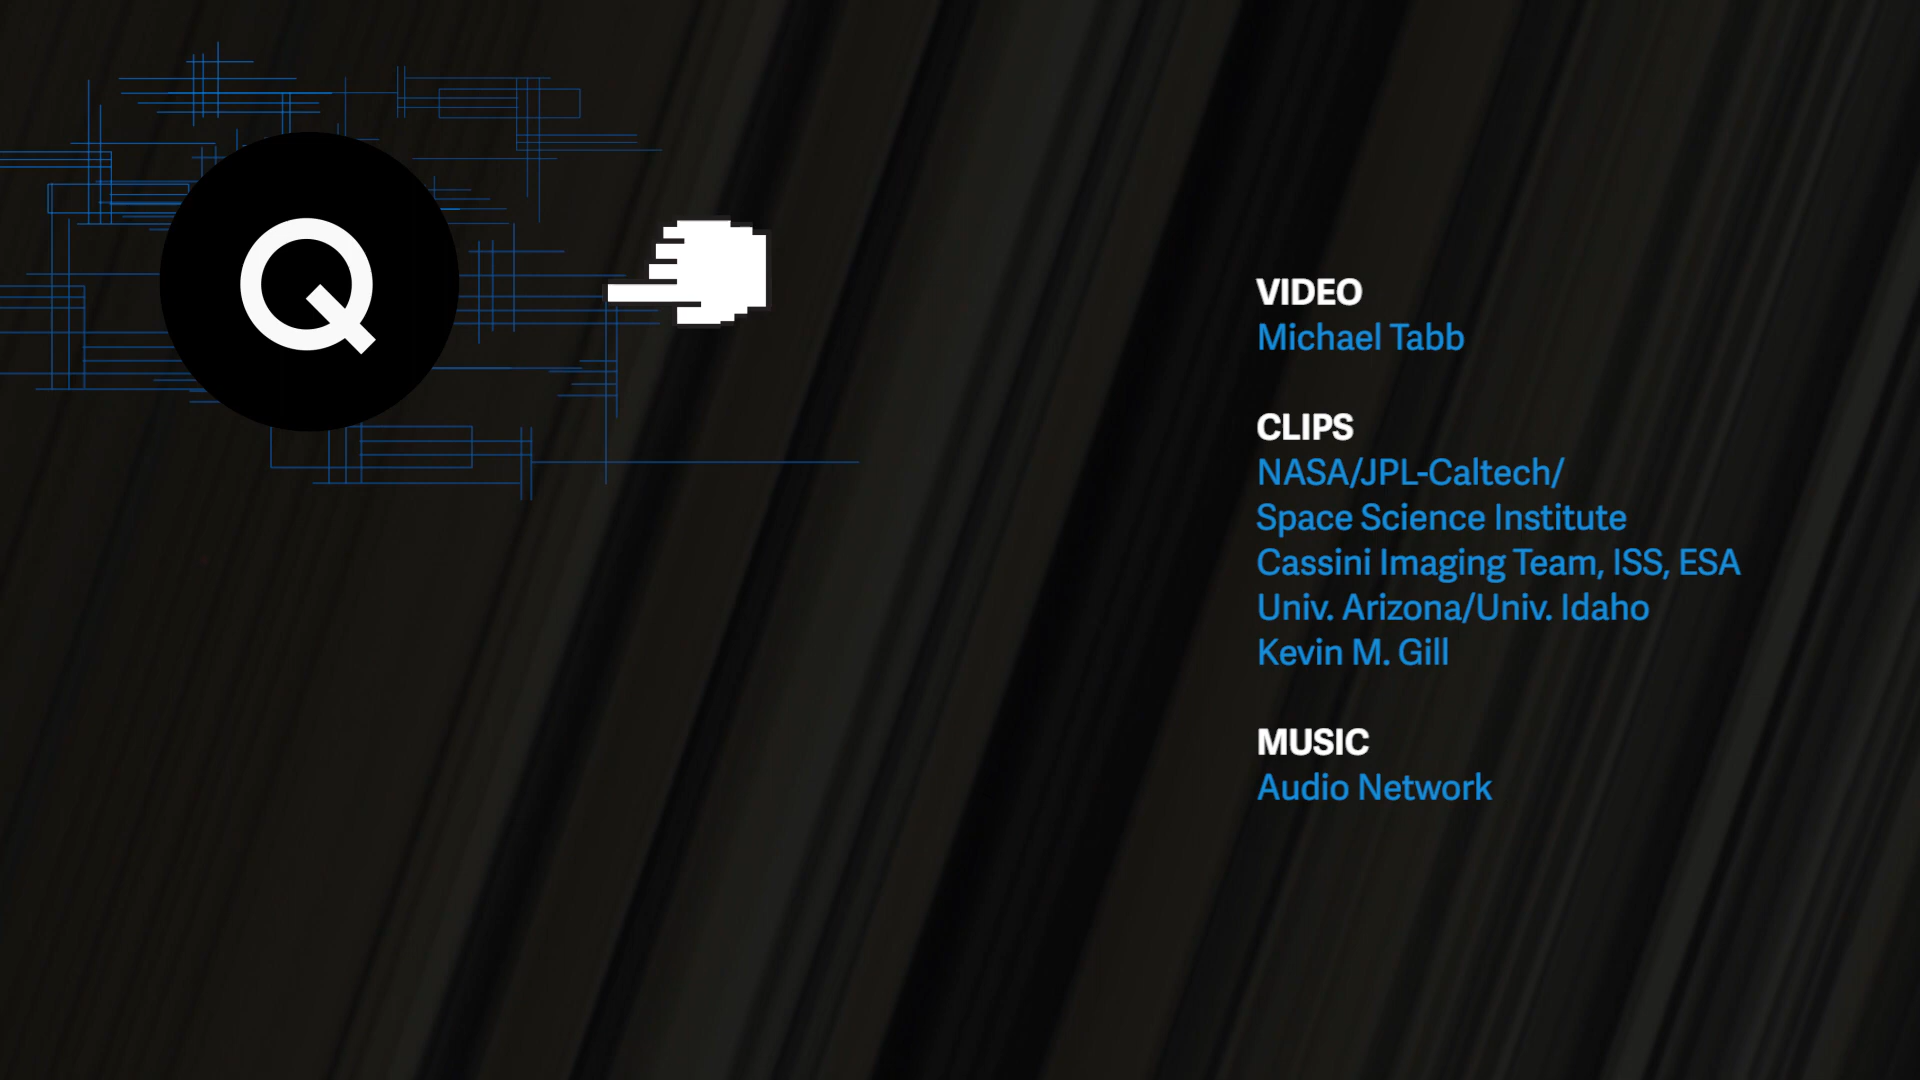 Q
VIDEO
Michael Tabb
CLIPS
NASA/JPL-Caltech/
Space Science Institute
Cassini Imaging Team, ISS, ESA
Univ. Arizona/Univ. Idaho
Kevin M. Gill
MUSIC
Audio Network